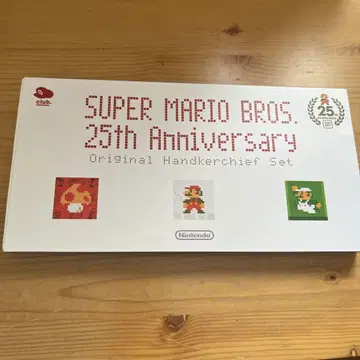 club.
SUPER MARIO BROS.
25th Anniversary
Original Handkerchief Set
25
Nintendo